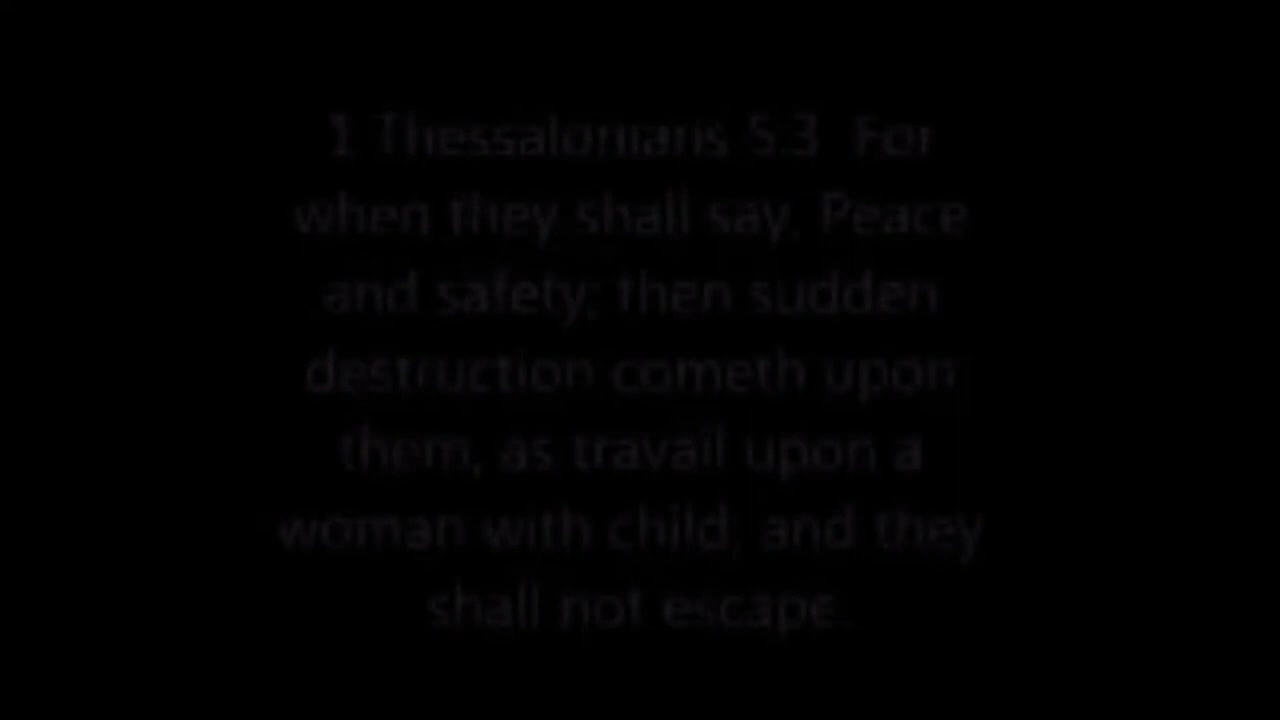 1 Thessalonians 5:3 For
when they shall say, Peace
and safety; then sudden
destruction cometh upon
them, as travail upon a
woman with child; and they
shall not escape.